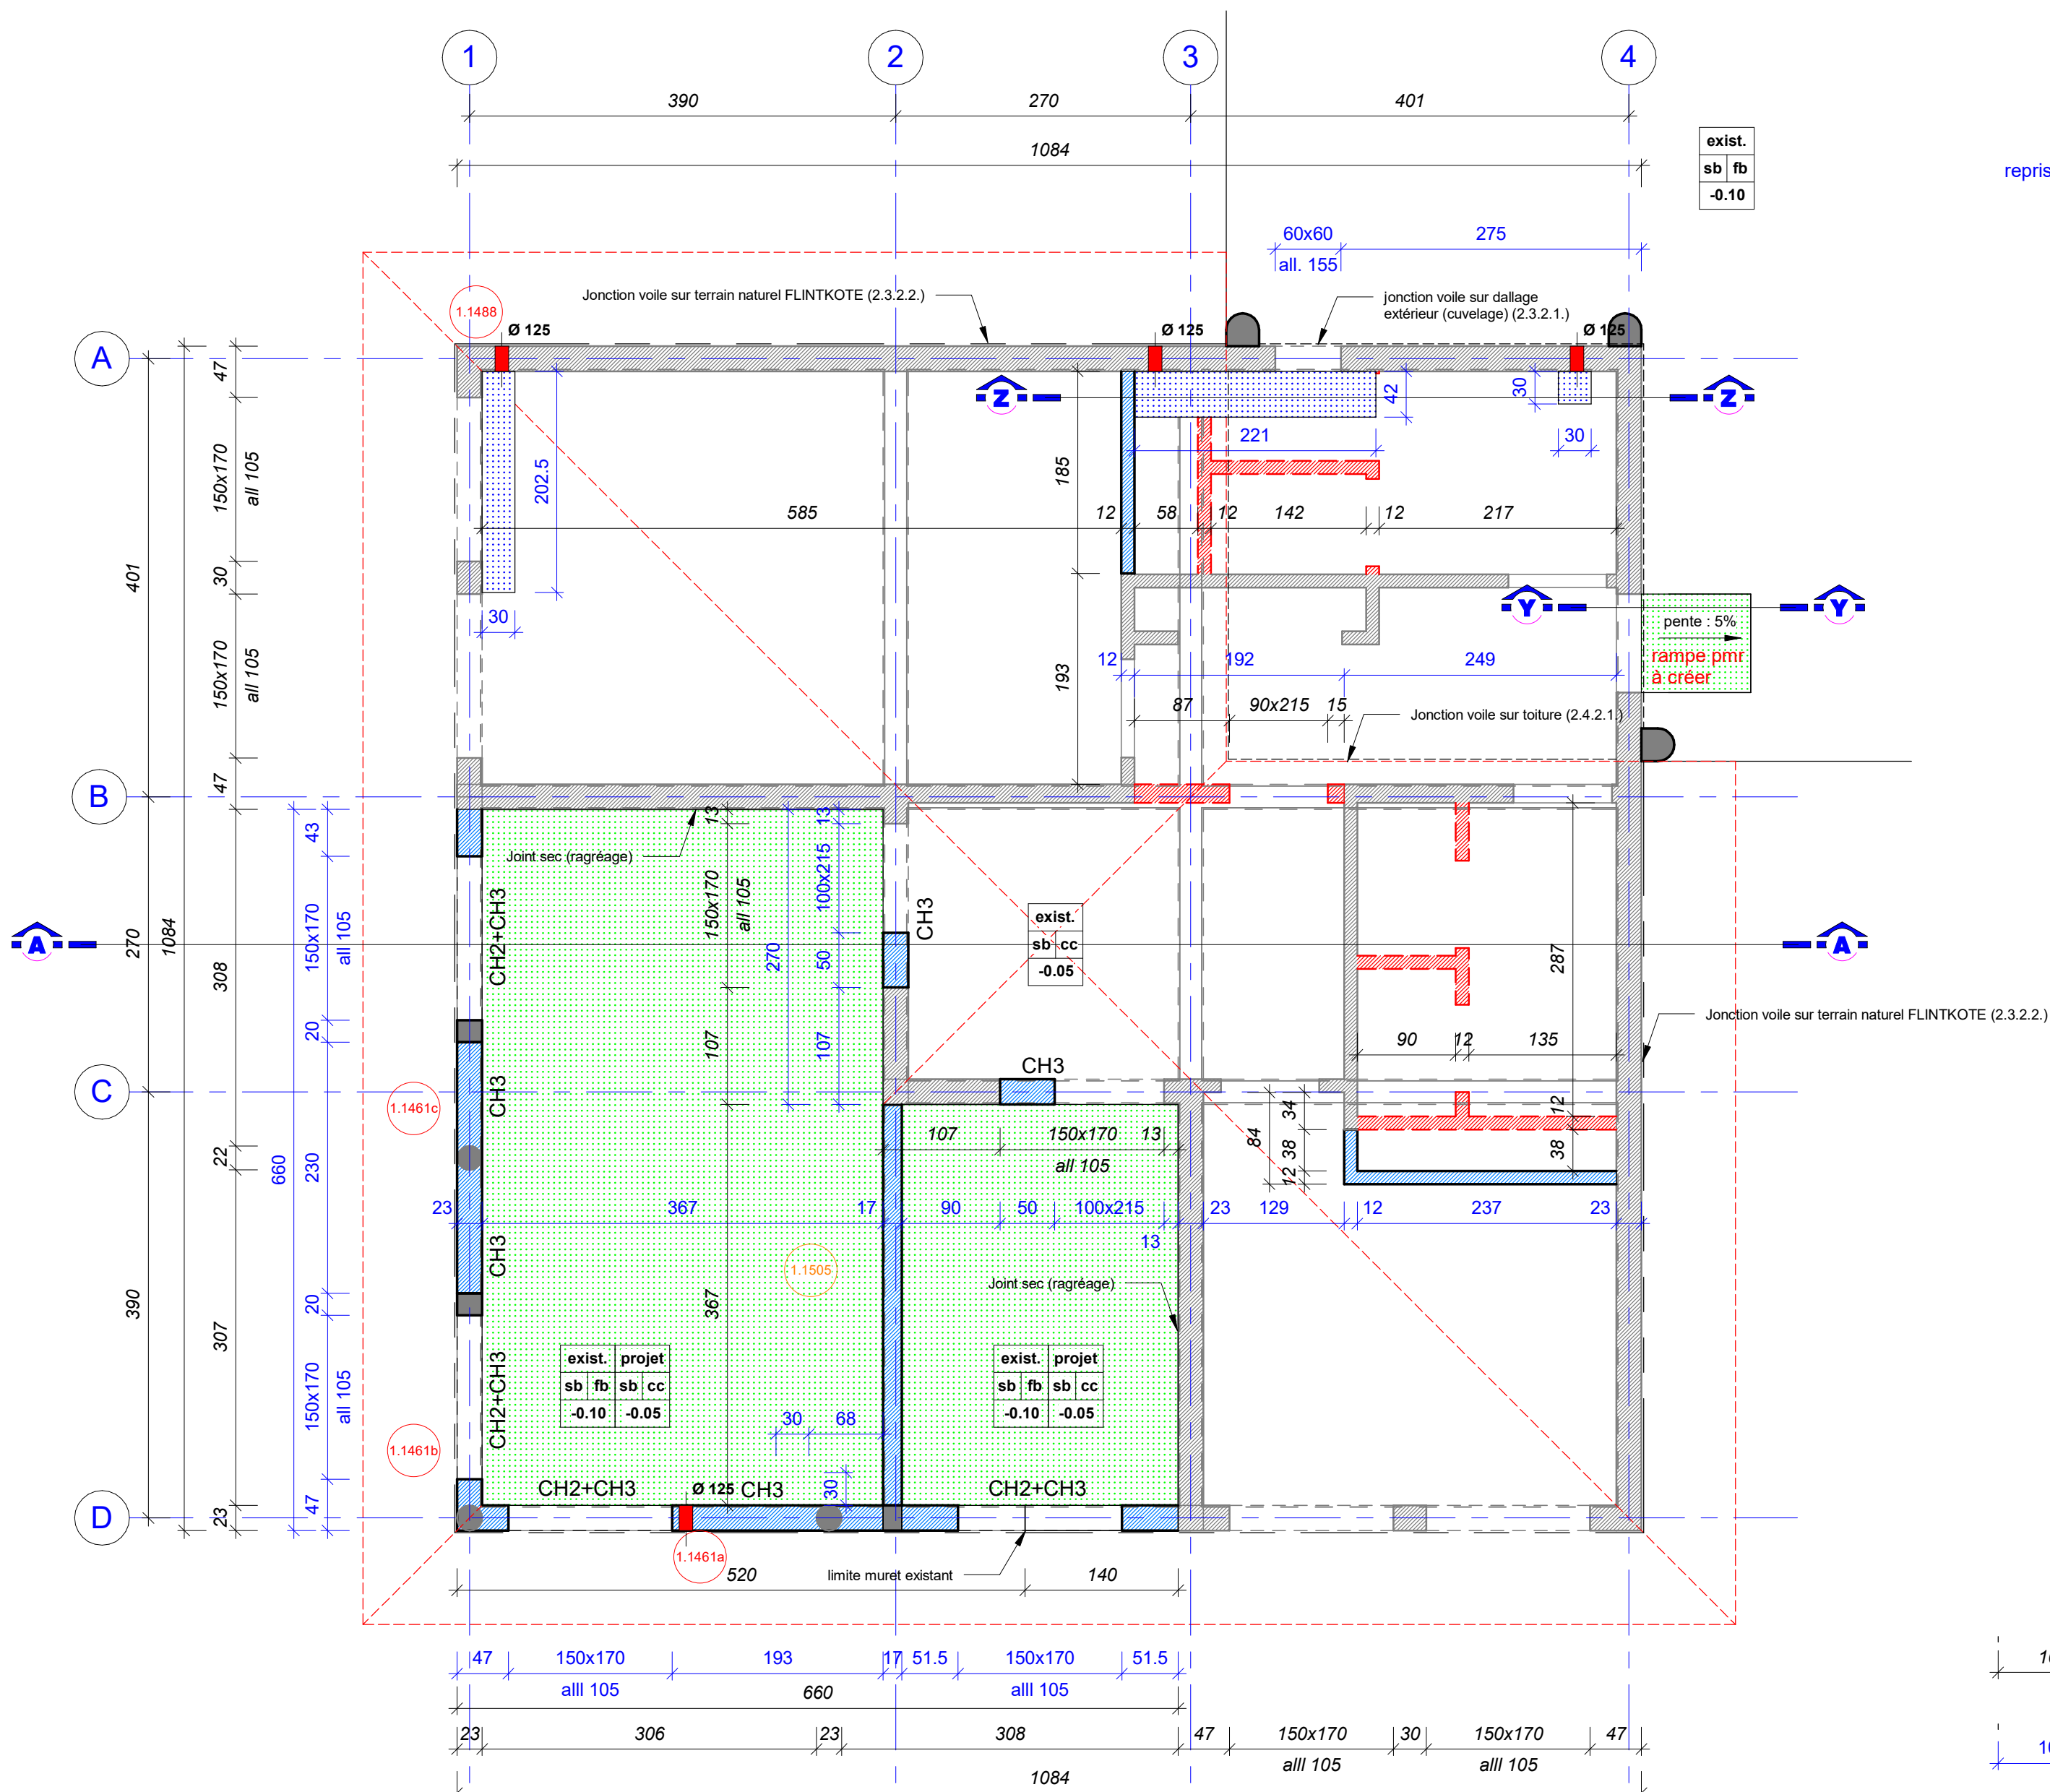 1
2
3
4
390
270
401
1084
exist.
sb fb
-0.10
repris
60x60
275
all. 155
Jonction voile sur terrain naturel FLINTKOTE (2.3.2.2.)
jonction voile sur dallage
extérieur (cuvelage) (2.3.2.1.)
1.1488
Ø 125
Ø 125
Ø 125
A
47
Z
Z
42
30
221
30
150x170
all 105
202.5
185
585
12
58
12
142
12
217
401
30
30
Y
Y
pente : 5%
rampe pmr
à créer
150x170
all 105
193
12
192
249
87
90x215
15
Jonction voile sur toiture (2.4.2.1.)
47
B
43
13
13
Joint sec (ragréage)
150x170
all 105
CH2+CH3
150x170
all 105
100x215
CH3
270
50
exist.
sb cc
-0.05
287
A
A
270
1084
308
20
107
107
90
12
135
Jonction voile sur terrain naturel FLINTKOTE (2.3.2.2.)
CH3
C
1.1461c
CH3
34
12
84
38
38
12
107
150x170
13
all 105
22
660
230
23
367
17
90
50
100x215
13
23
129
12
237
23
CH3
1.1505
Joint sec (ragréage)
390
307
20
367
exist. projet
sb fb sb cc
-0.10 -0.05
exist. projet
sb fb sb cc
-0.10 -0.05
150x170
all 105
CH2+CH3
1.1461b
30
68
30
47
23
D
CH2+CH3
Ø 125
CH3
CH2+CH3
1.1461a
520
limite muret existant
140
47
150x170
193
17
51.5
150x170
51.5
alll 105
660
alll 105
23
306
23
308
47
150x170
30
150x170
47
alll 105
alll 105
1084